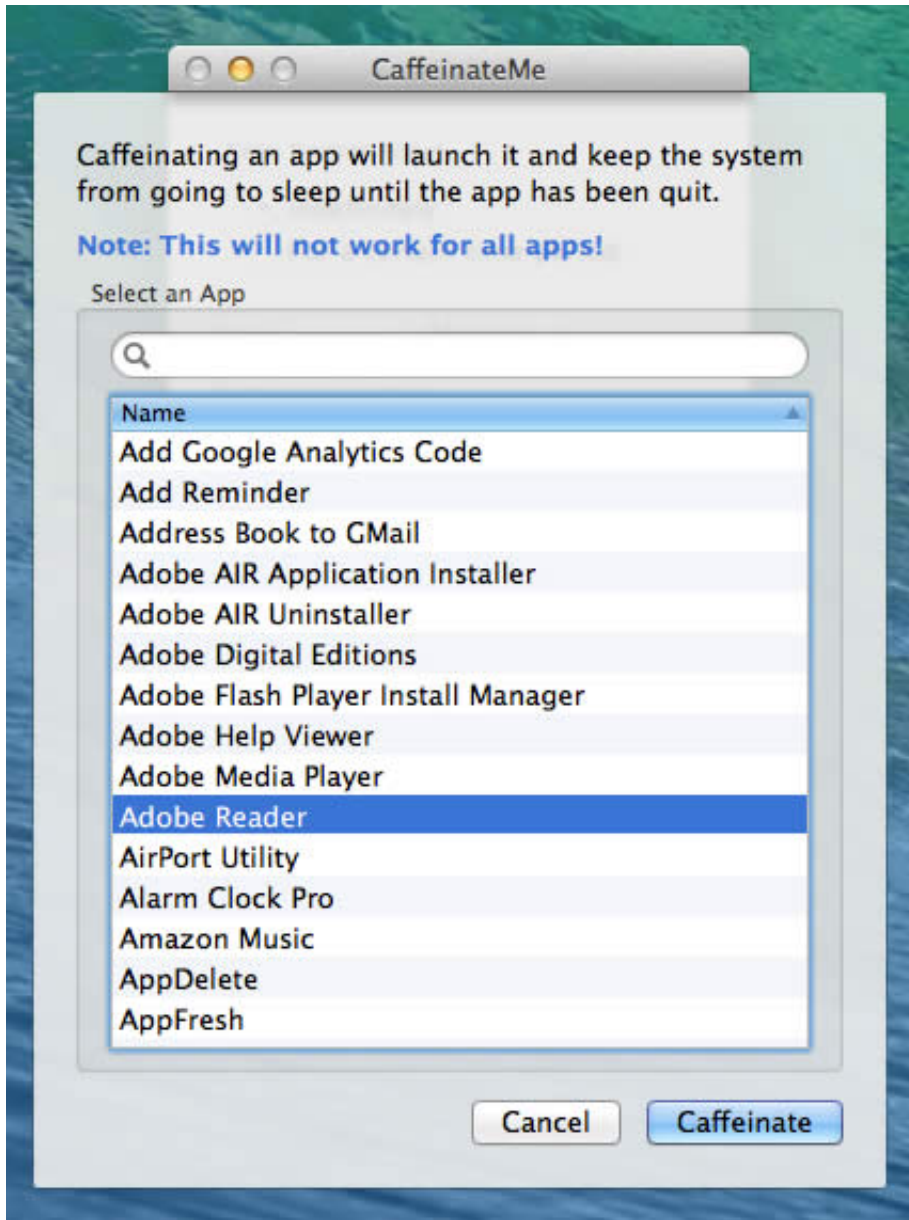 CaffeinateMe
Caffeinating an app will launch it and keep the system
from going to sleep until the app has been quit.
Note: This will not work for all apps!
Select an App
Name
Add Google Analytics Code
Add Reminder
Address Book to GMail
Adobe AIR Application Installer
Adobe AIR Uninstaller
Adobe Digital Editions
Adobe Flash Player Install Manager
Adobe Help Viewer
Adobe Media Player
Adobe Reader
AirPort Utility
Alarm Clock Pro
Amazon Music
AppDelete
AppFresh
Cancel
Caffeinate